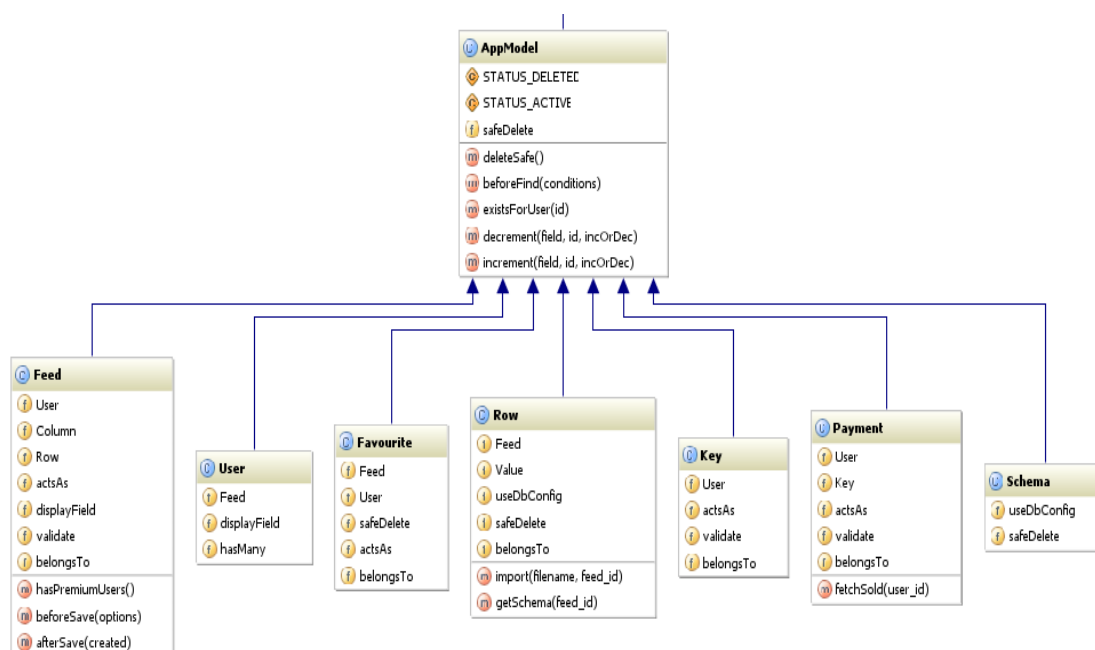 AppModel
STATUS_DELETED
STATUS_ACTIVE
safeDelete
deleteSafe()
beforeFind(conditions)
existsForUser(id)
decrement(field, id, incOrDec)
increment(field, id, incOrDec)
Feed
User
Column
Row
actsAs
displayField
validate
belongsTo
hasPremiumUsers()
beforeSave(options)
afterSave(created)
User
Feed
displayField
hasMany
Favourite
Feed
User
safeDelete
actsAs
belongsTo
Row
Feed
Value
useDbConfig
safeDelete
belongsTo
import(filename, feed_id)
getSchema(feed_id)
Key
User
actsAs
validate
belongsTo
Payment
User
Key
actsAs
validate
belongsTo
fetchSold(user_id)
Schema
useDbConfig
safeDelete